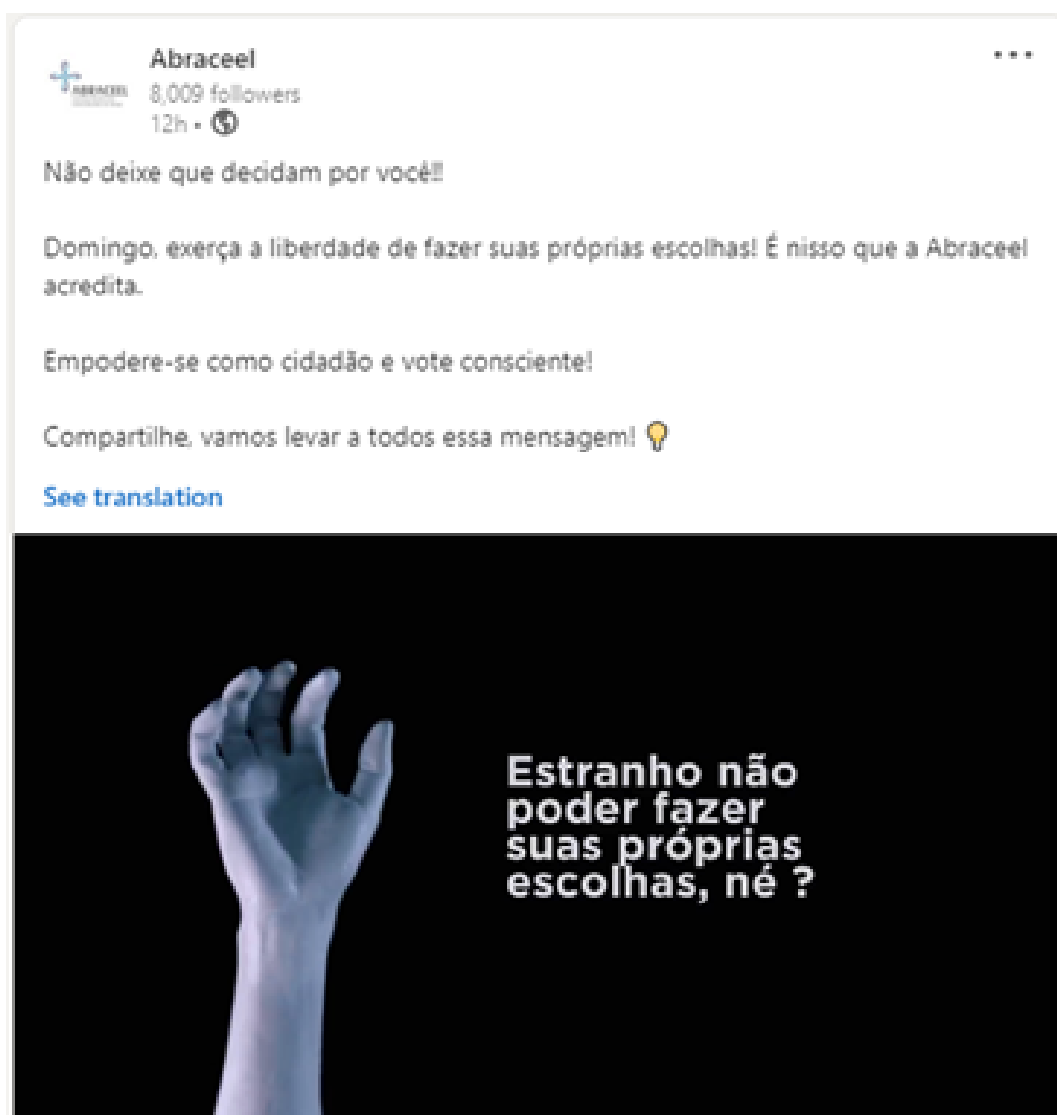 Abraceel
ABRACEEL
8,009 followers
12h •
Não deixe que decidam por você!!
Domingo, exerça a liberdade de fazer suas próprias escolhas! É nisso que a Abraceel
acredita.
Empodere-se como cidadão e vote consciente!
Compartilhe, vamos levar a todos essa mensagem!
See translation
Estranho não
poder fazer
suas próprias
escolhas, né ?